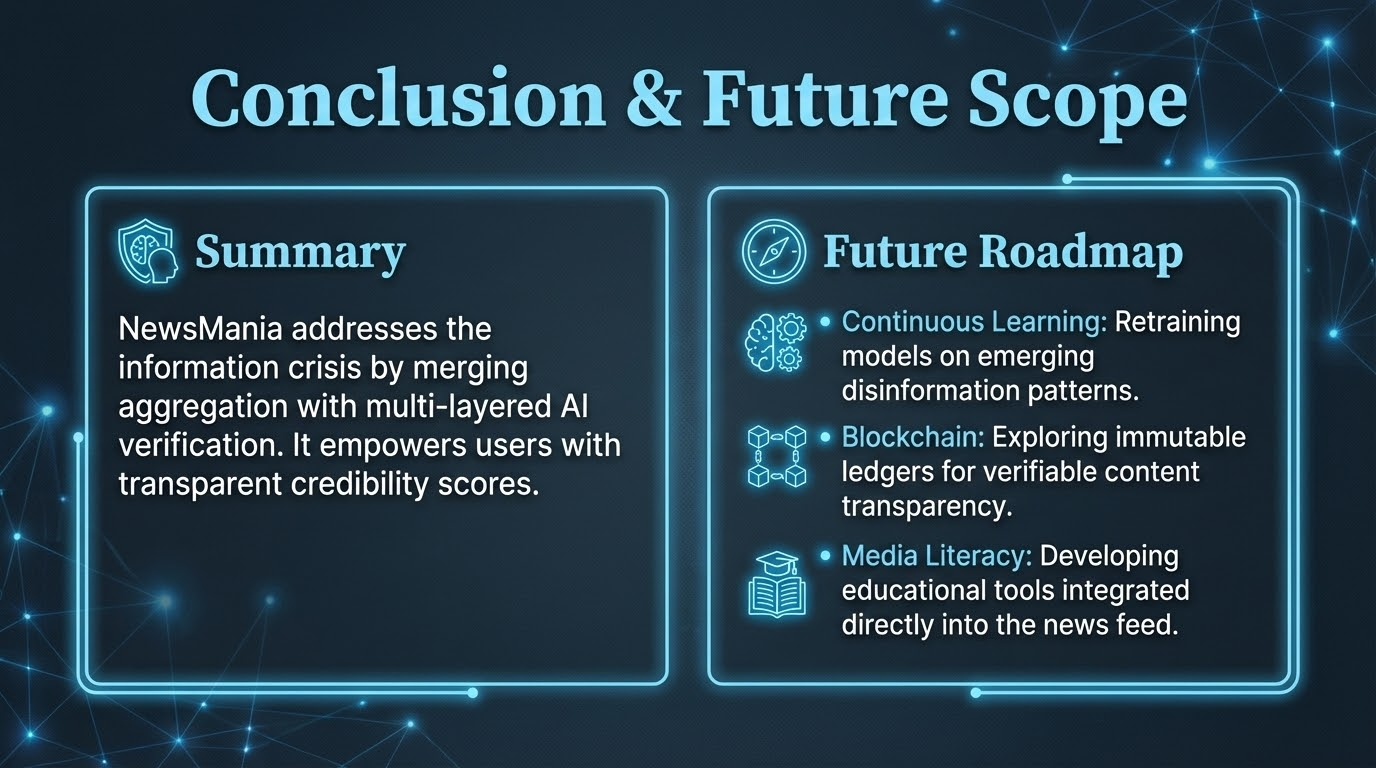 Conclusion & Future Scope
Summary
NewsMania addresses the
information crisis by merging
aggregation with multi-layered AI
verification. It empowers users with
transparent credibility scores.
Future Roadmap
• Continuous Learning: Retraining
models on emerging
disinformation patterns.
• Blockchain: Exploring immutable
ledgers for verifiable content
transparency.
• Media Literacy: Developing
educational tools integrated
directly into the news feed.